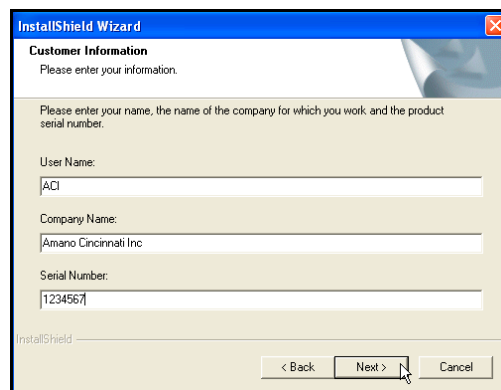 InstallShield Wizard
Customer Information
Please enter your information.
Please enter your name, the name of the company for which you work and the product
serial number.
User Name:
ACI
Company Name:
Amano Cincinnati Inc
Serial Number:
1234567
InstallShield
< Back Next > Cancel